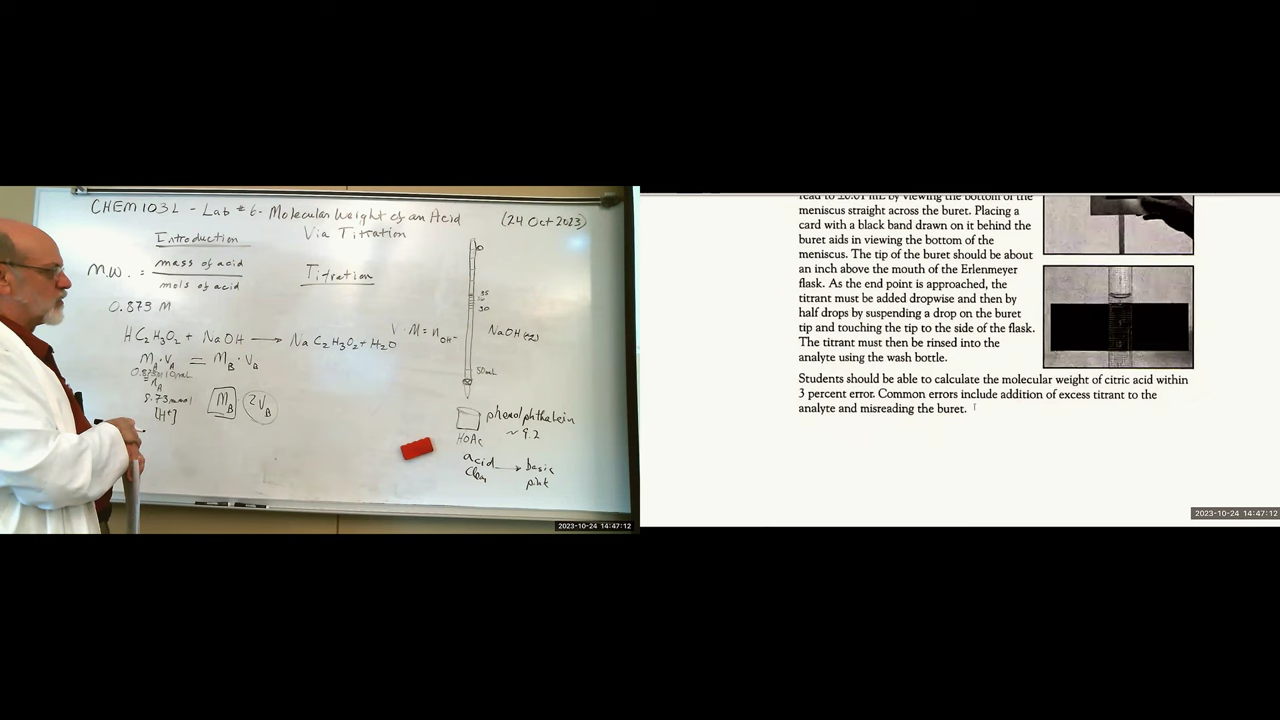 CHEM 103L - Lab #6 - Molecular Weight of an Acid
Via Titration
(24 Oct 2023)
Introduction
M.W. = mass of acid
mols of acid
0.873 M
HC2H3O2 + NaOH → NaC2H3O2 + H2O
MA·VA = MB·VB
8.73 mmol
[H+]
MB
?VB
Titration
V · M = nOH-
0
30
50mL
NaOH
HOAc
phenolphthalein
~ 9.2
acid → basic
clear pink
2023-10-24 14:47:12
meniscus straight across the buret. Placing a
card with a black band drawn on it behind the
buret aids in viewing the bottom of the
meniscus. The tip of the buret should be about
an inch above the mouth of the Erlenmeyer
flask. As the end point is approached, the
titrant must be added dropwise and then by
half drops by suspending a drop on the buret
tip and touching the tip to the side of the flask.
The titrant must then be rinsed into the
analyte using the wash bottle.
Students should be able to calculate the molecular weight of citric acid within
3 percent error. Common errors include addition of excess titrant to the
analyte and misreading the buret.
2023-10-24 14:47:12